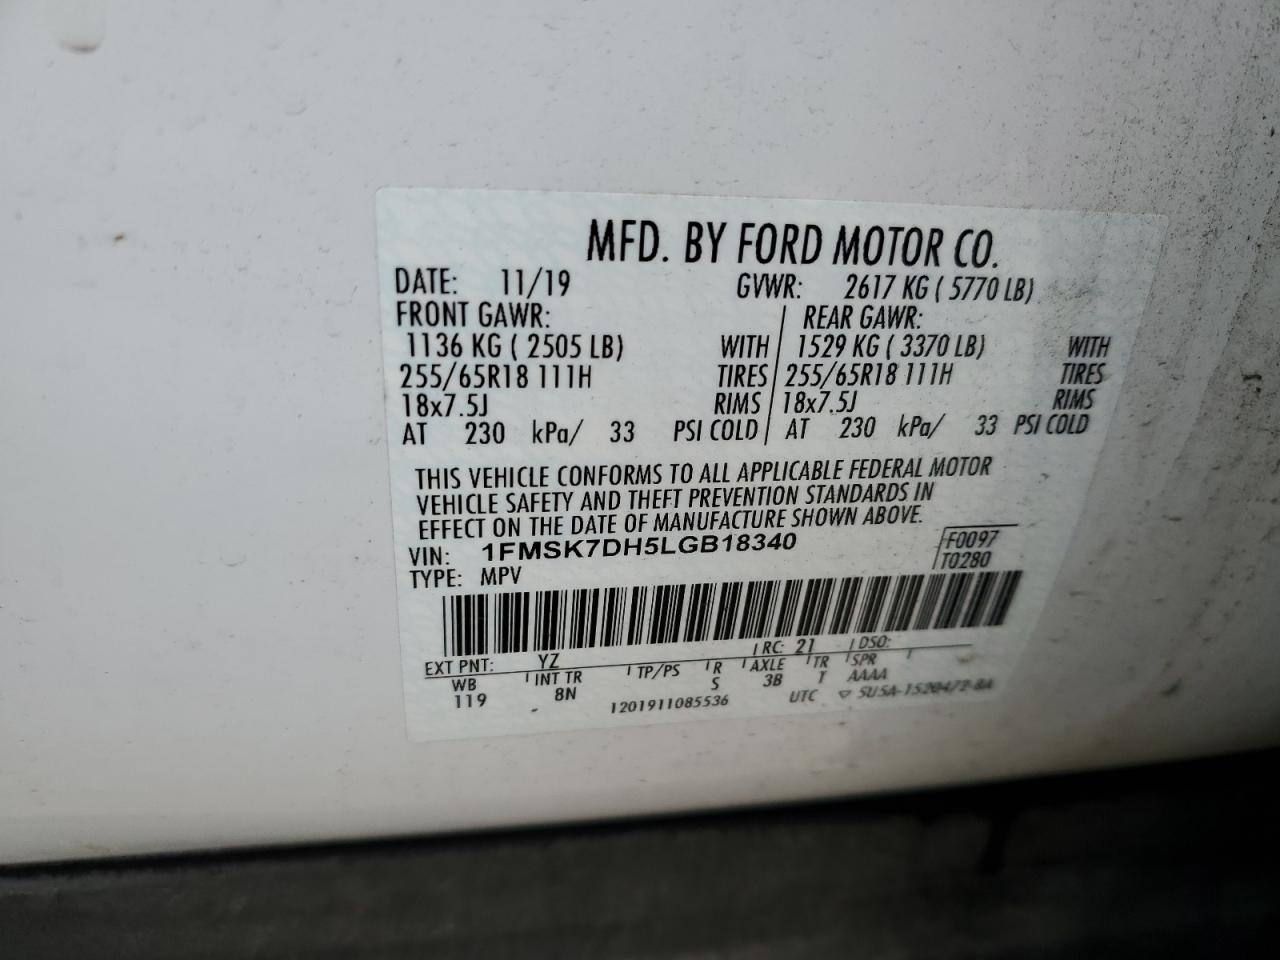 MFD. BY FORD MOTOR CO.
DATE: 11/19 GVWR: 2617 KG ( 5770 LB)
FRONT GAWR: REAR GAWR:
1136 KG ( 2505 LB) WITH 1529 KG ( 3370 LB) WITH
255/65R18 111H TIRES 255/65R18 111H TIRES
18x7.5J RIMS 18x7.5J RIMS
AT 230 kPa/ 33 PSI COLD AT 230 kPa/ 33 PSI COLD
THIS VEHICLE CONFORMS TO ALL APPLICABLE FEDERAL MOTOR
VEHICLE SAFETY AND THEFT PREVENTION STANDARDS IN
EFFECT ON THE DATE OF MANUFACTURE SHOWN ABOVE.
VIN: 1FMSK7DH5LGB18340 F0097
TYPE: MPV T0280
EXT PNT: YZ RC: 21 DSO:
WB INT TR TP/PS R AXLE TR SPR
119 8N S 3B T AAAA
1201911085536 UTC 5U5A-1520472-BA